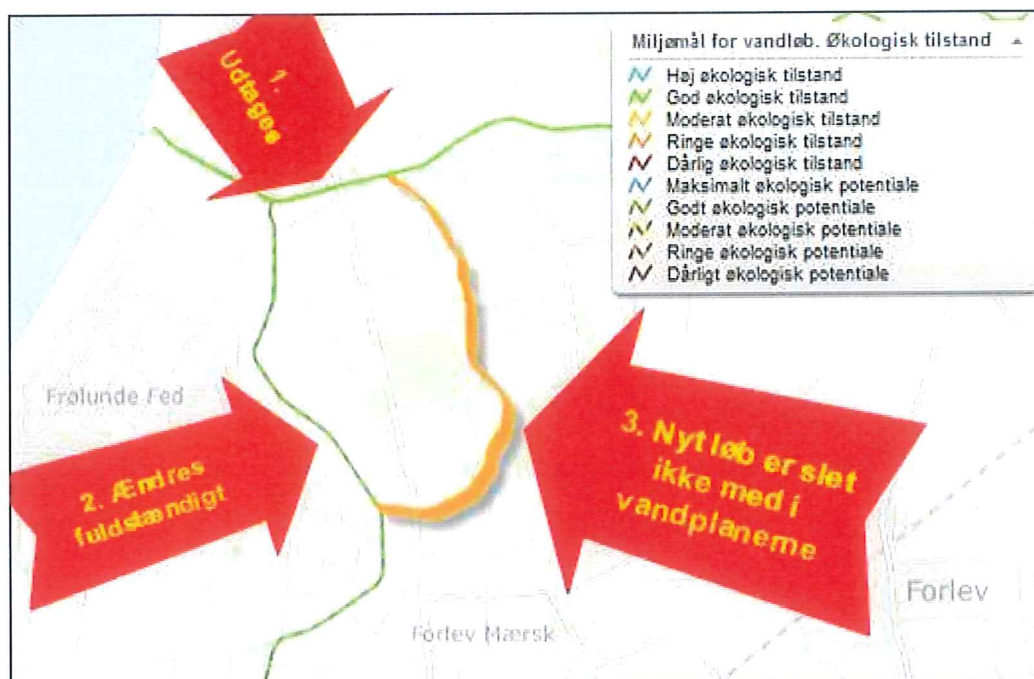 1.
Udtages
Miljømål for vandløb. Økologisk tilstand
Høj økologisk tilstand
God økologisk tilstand
Moderat økologisk tilstand
Ringe økologisk tilstand
Dårlig økologisk tilstand
Maksimalt økologisk potentiale
Godt økologisk potentiale
Moderat økologisk potentiale
Ringe økologisk potentiale
Dårligt økologisk potentiale
Frølunde Fed
2. Ændres
fuldstændigt
3. Nyt løb er slet
ikke med i
vandplanerne
Forlev
Forlev Mærsk